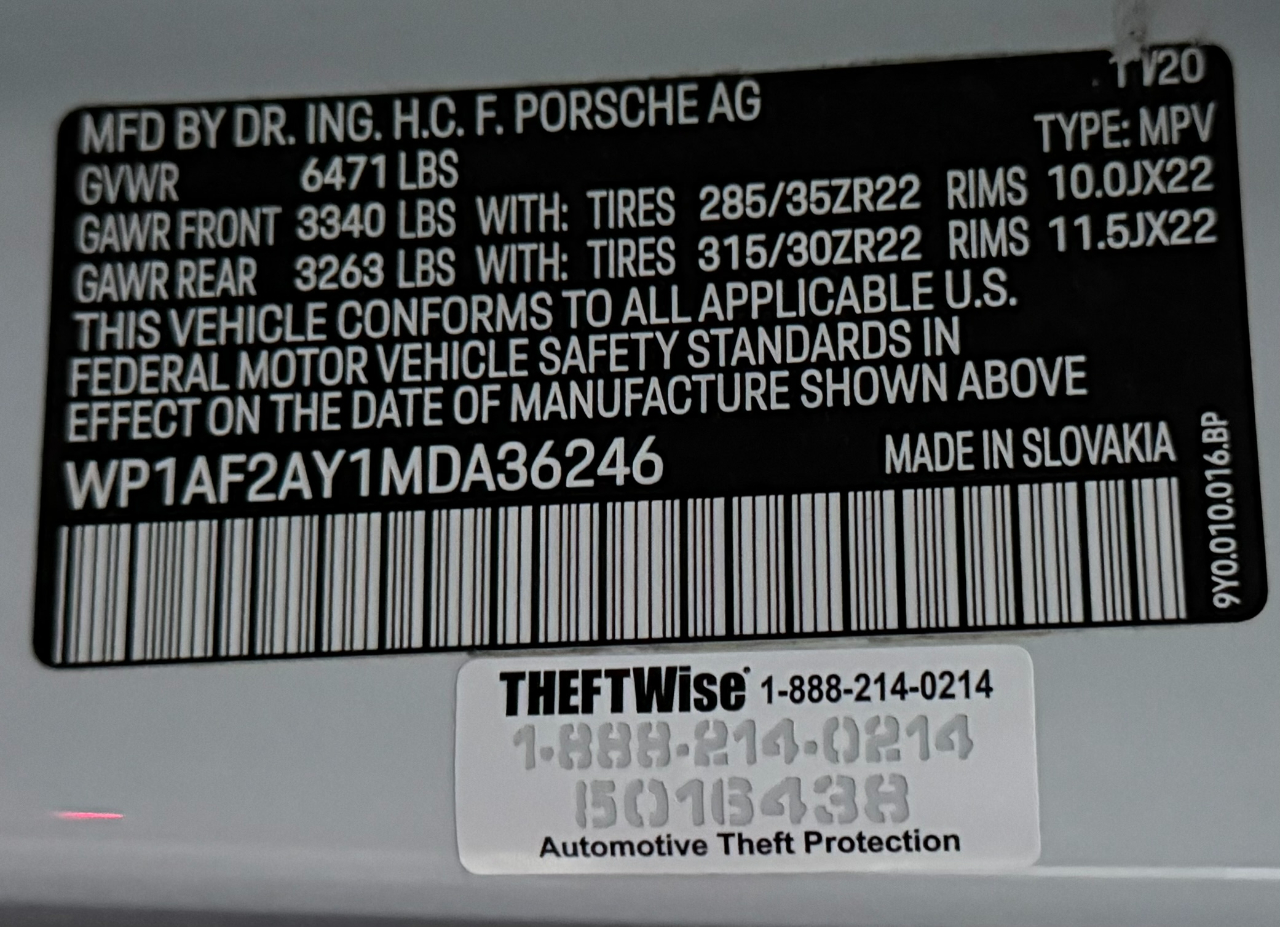 11/20
MFD BY DR. ING. H.C. F. PORSCHE AG
TYPE: MPV
GVWR 6471 LBS
GAWR FRONT 3340 LBS WITH: TIRES 285/35ZR22 RIMS 10.0JX22
GAWR REAR 3263 LBS WITH: TIRES 315/30ZR22 RIMS 11.5JX22
THIS VEHICLE CONFORMS TO ALL APPLICABLE U.S.
FEDERAL MOTOR VEHICLE SAFETY STANDARDS IN
EFFECT ON THE DATE OF MANUFACTURE SHOWN ABOVE
WP1AF2AY1MDA36246 MADE IN SLOVAKIA
9Y0.010.016.BP
THEFTWise 1-888-214-0214
1-888-214-0214
15016438
Automotive Theft Protection